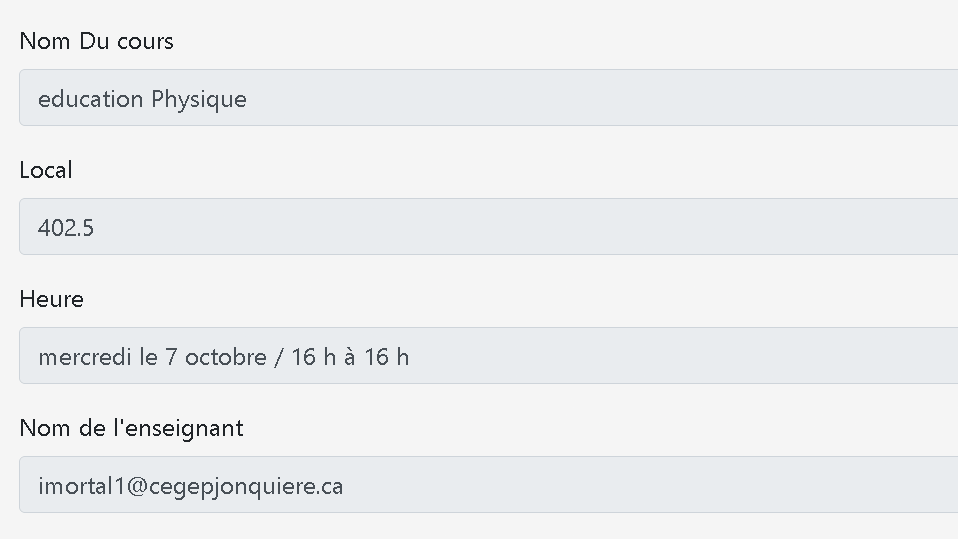 Nom Du cours
education Physique
Local
402.5
Heure
mercredi le 7 octobre / 16 h à 16 h
Nom de l'enseignant
imortal1@cegepjonquiere.ca